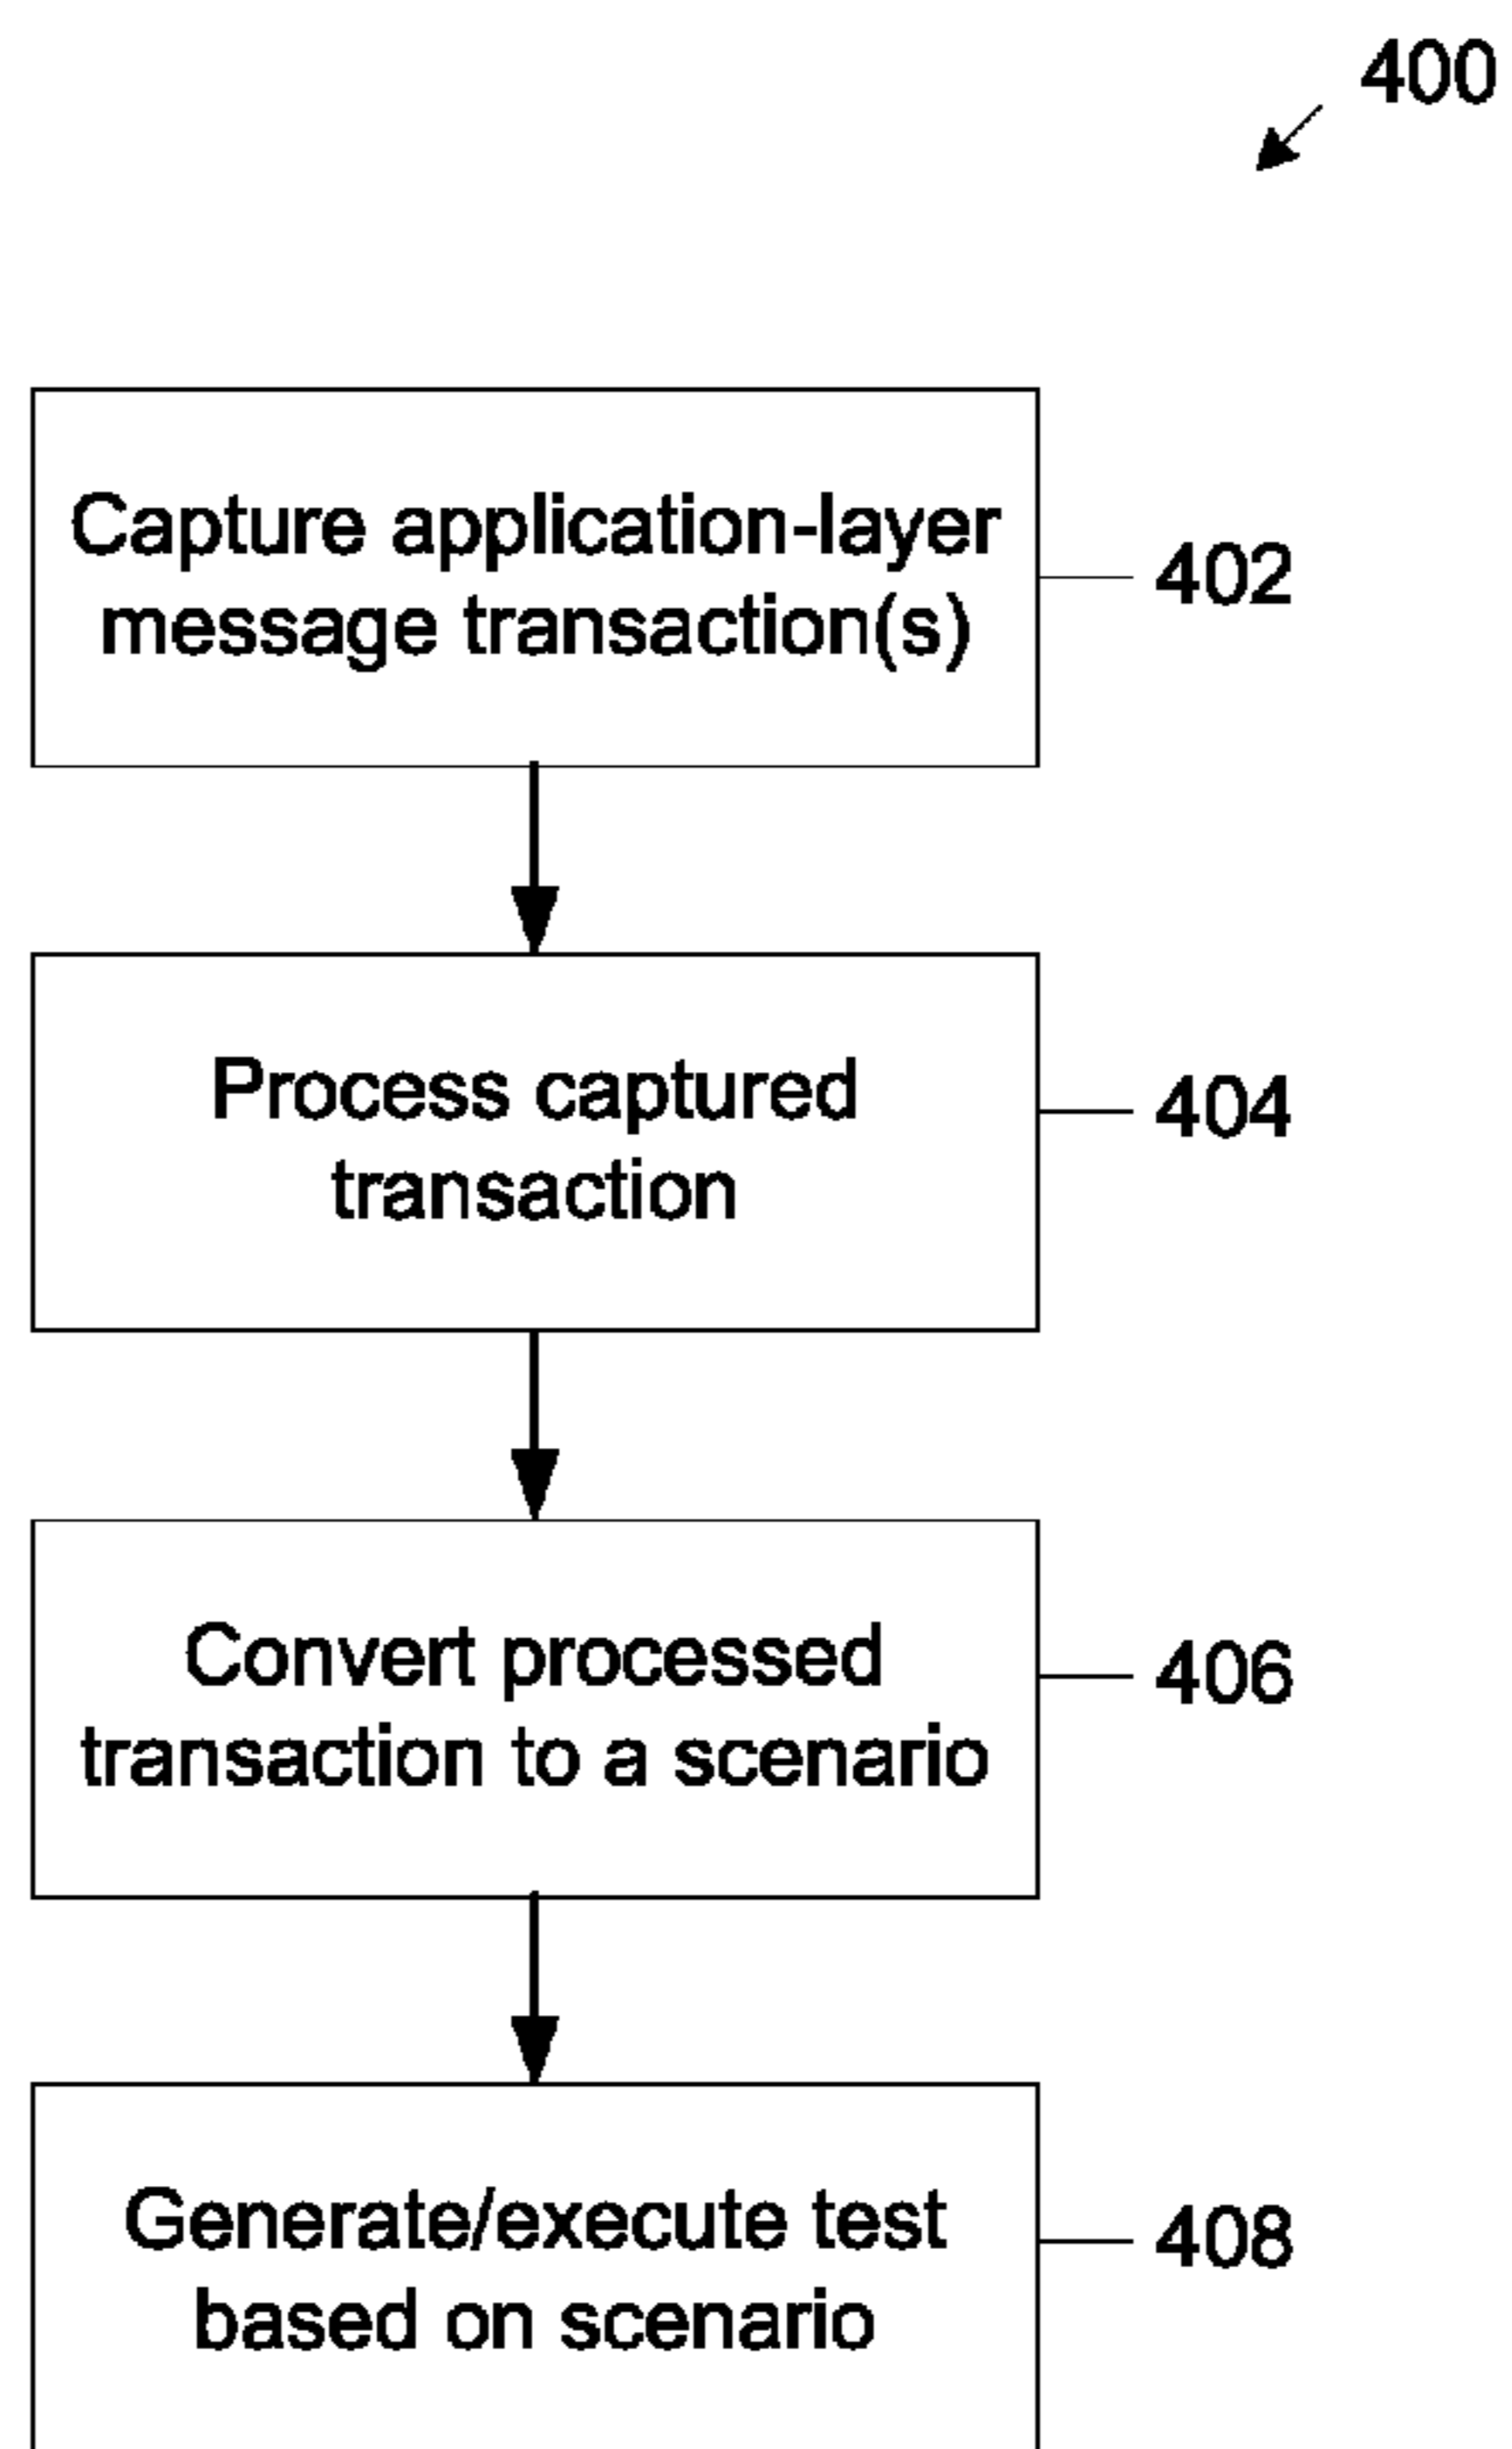 400
Capture application-layer
message transaction(s)
402
Process captured
transaction
404
Convert processed
transaction to a scenario
406
Generate/execute test
based on scenario
408